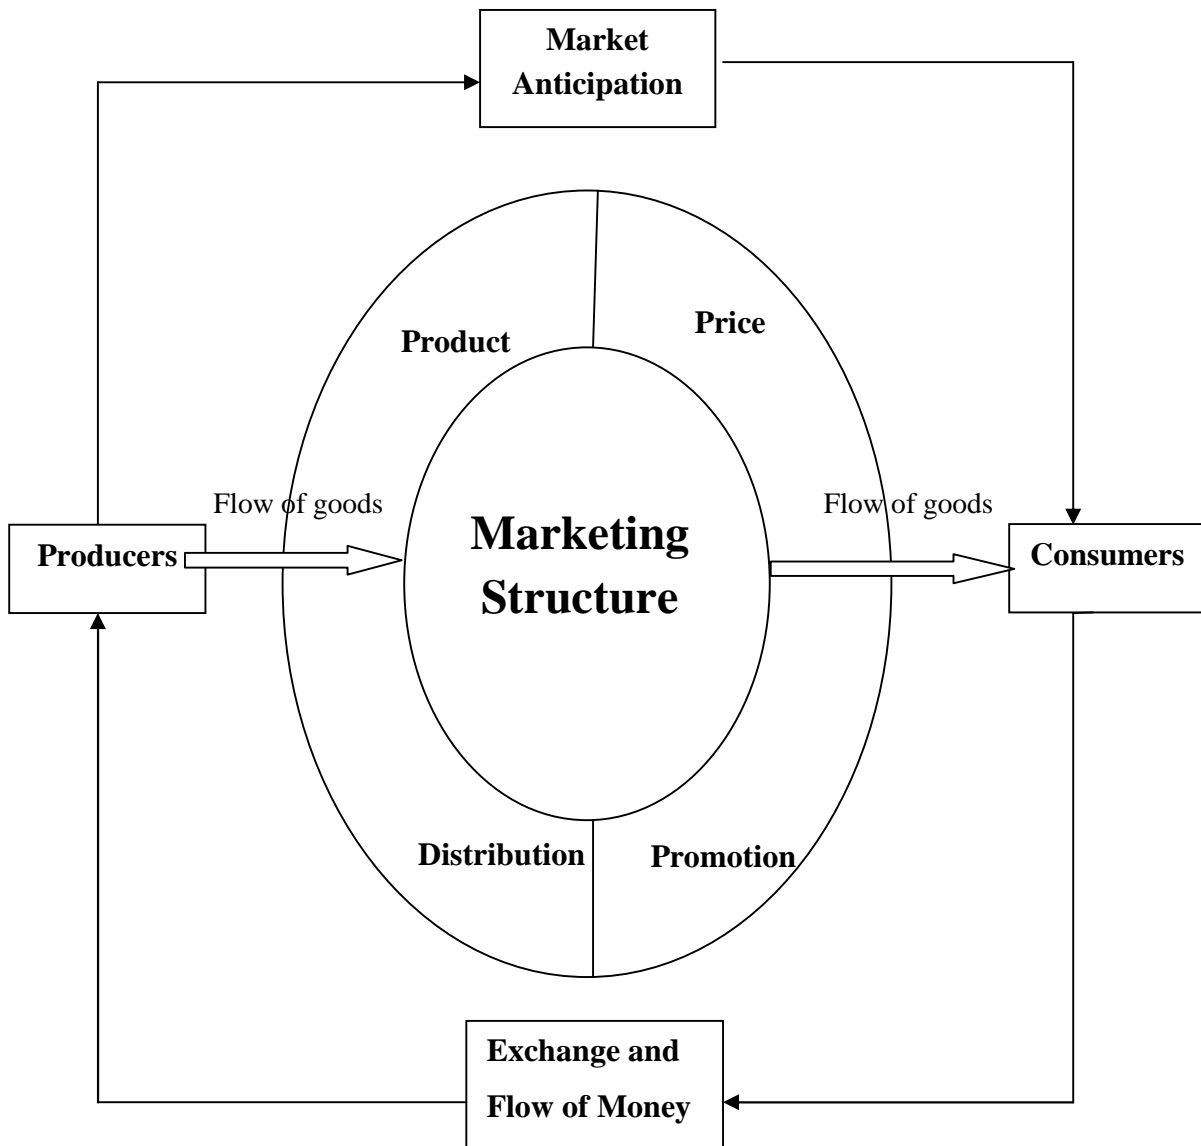 Market
Anticipation
Product
Price
Flow of goods
Flow of goods
Producers
Marketing
Structure
Consumers
Distribution
Promotion
Exchange and
Flow of Money